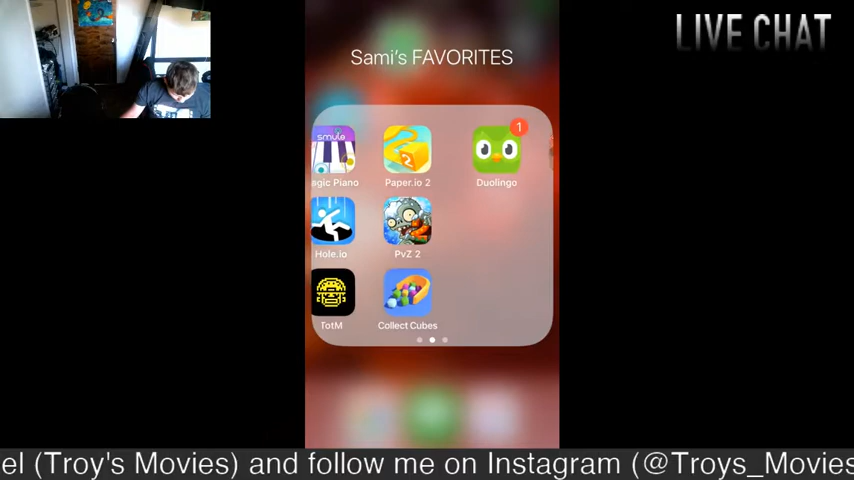 LIVE CHAT
Sami's FAVORITES
smule
agic Piano
Paper.io 2
1
Duolingo
Hole.io
PvZ 2
TotM
Collect Cubes
el (Troy's Movies) and follow me on Instagram (@Troys_Movies